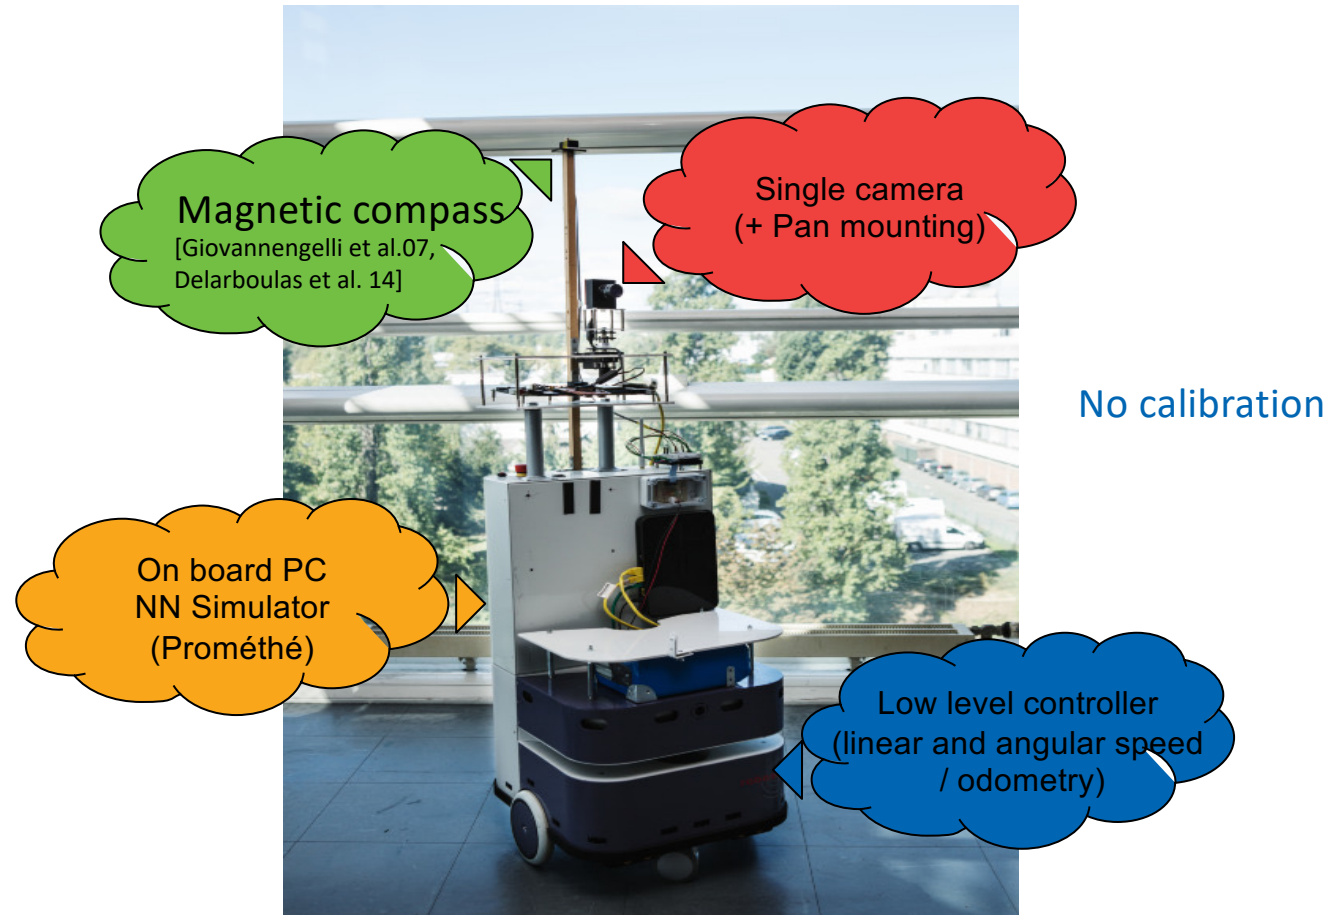 Magnetic compass
[Giovannengelli et al.07,
Delarboulas et al. 14]
Single camera
(+ Pan mounting)
No calibration
On board PC
NN Simulator
(Prométhé)
Low level controller
(linear and angular speed
/ odometry)